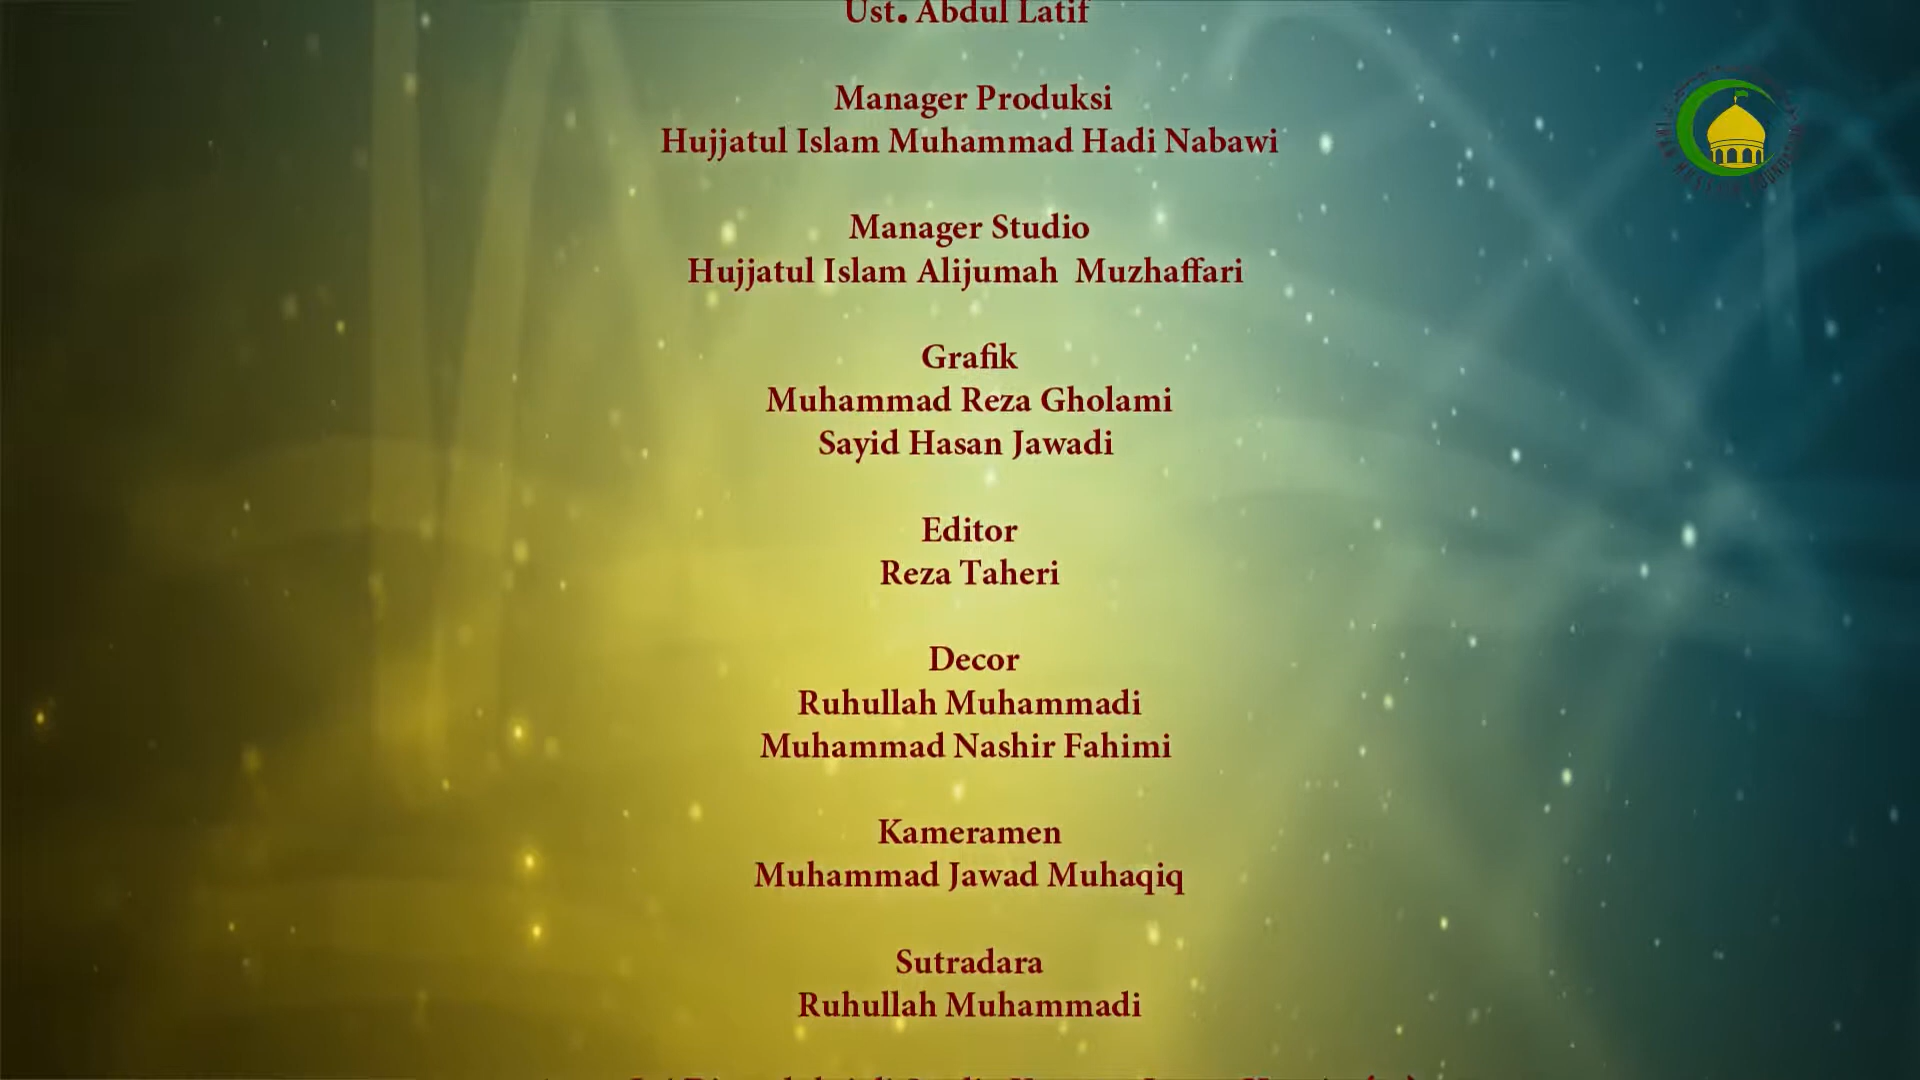 Ust. Abdul Latif
Manager Produksi
Hujjatul Islam Muhammad Hadi Nabawi
Manager Studio
Hujjatul Islam Alijumah Muzhaffari
Grafik
Muhammad Reza Gholami
Sayid Hasan Jawadi
Editor
Reza Taheri
Decor
Ruhullah Muhammadi
Muhammad Nashir Fahimi
Kameramen
Muhammad Jawad Muhaqiq
Sutradara
Ruhullah Muhammadi